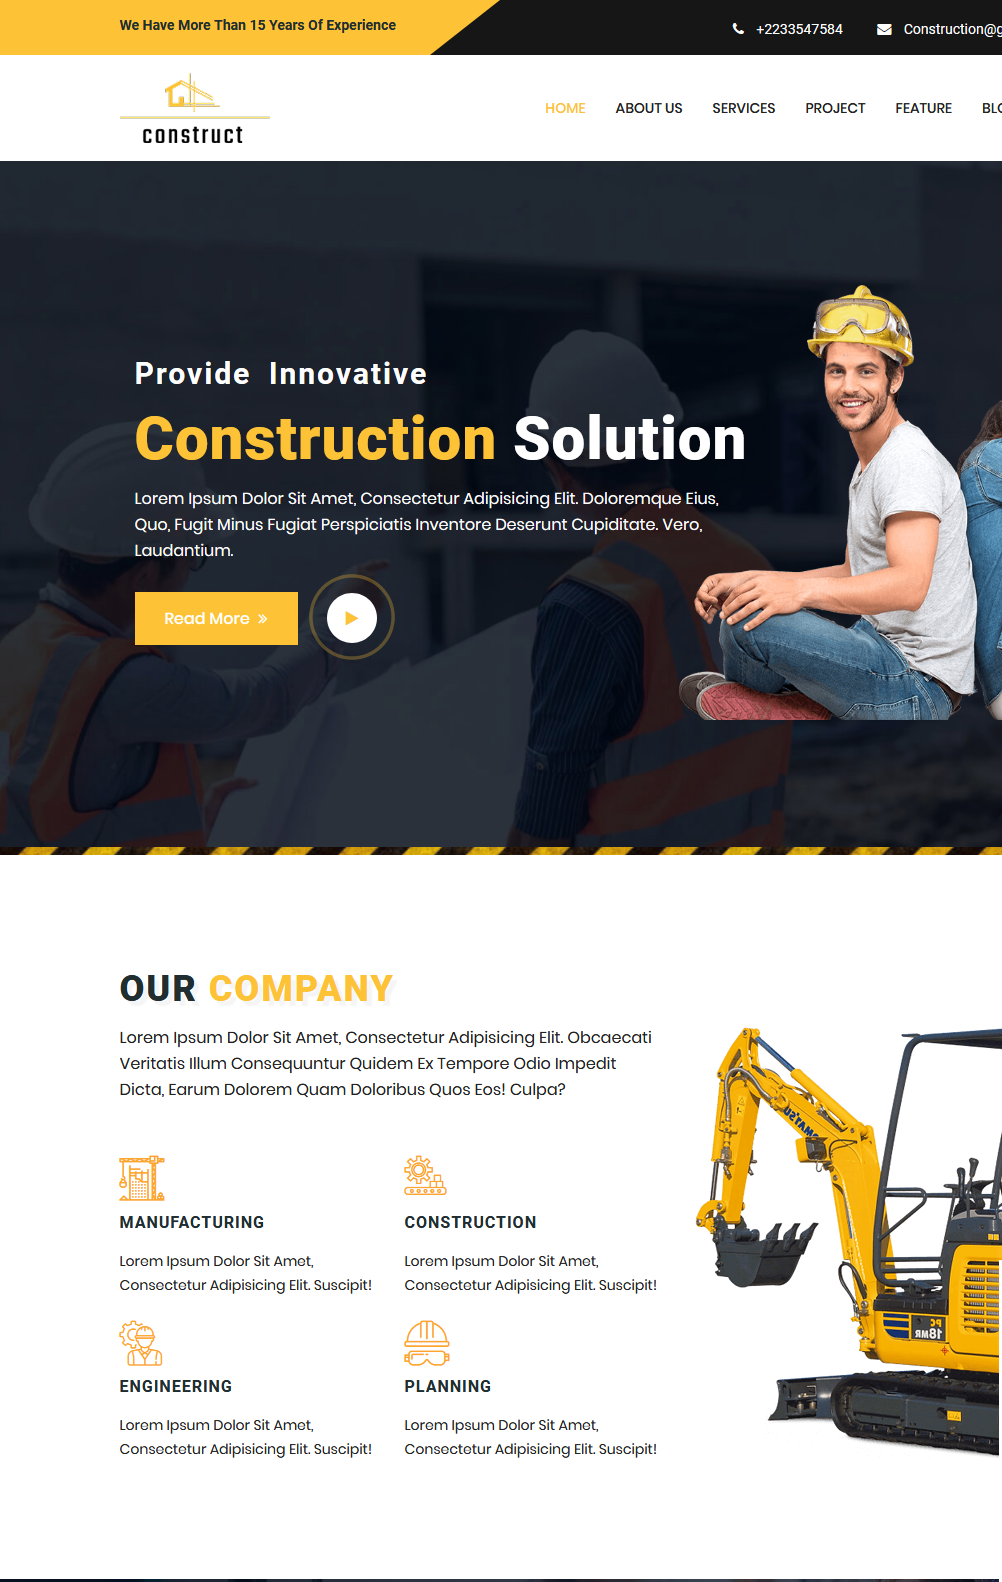 We Have More Than 15 Years Of Experience
+2233547584
Construction@g
construct
HOME ABOUT US SERVICES PROJECT FEATURE BLO
Provide Innovative
Construction Solution
Lorem Ipsum Dolor Sit Amet, Consectetur Adipisicing Elit. Doloremque Eius,
Quo, Fugit Minus Fugiat Perspiciatis Inventore Deserunt Cupiditate. Vero,
Laudantium.
Read More »
OUR COMPANY
Lorem Ipsum Dolor Sit Amet, Consectetur Adipisicing Elit. Obcaecati
Veritatis Illum Consequuntur Quidem Ex Tempore Odio Impedit
Dicta, Earum Dolorem Quam Doloribus Quos Eos! Culpa?
MANUFACTURING
Lorem Ipsum Dolor Sit Amet,
Consectetur Adipisicing Elit. Suscipit!
CONSTRUCTION
Lorem Ipsum Dolor Sit Amet,
Consectetur Adipisicing Elit. Suscipit!
ENGINEERING
Lorem Ipsum Dolor Sit Amet,
Consectetur Adipisicing Elit. Suscipit!
PLANNING
Lorem Ipsum Dolor Sit Amet,
Consectetur Adipisicing Elit. Suscipit!
PC
18MR